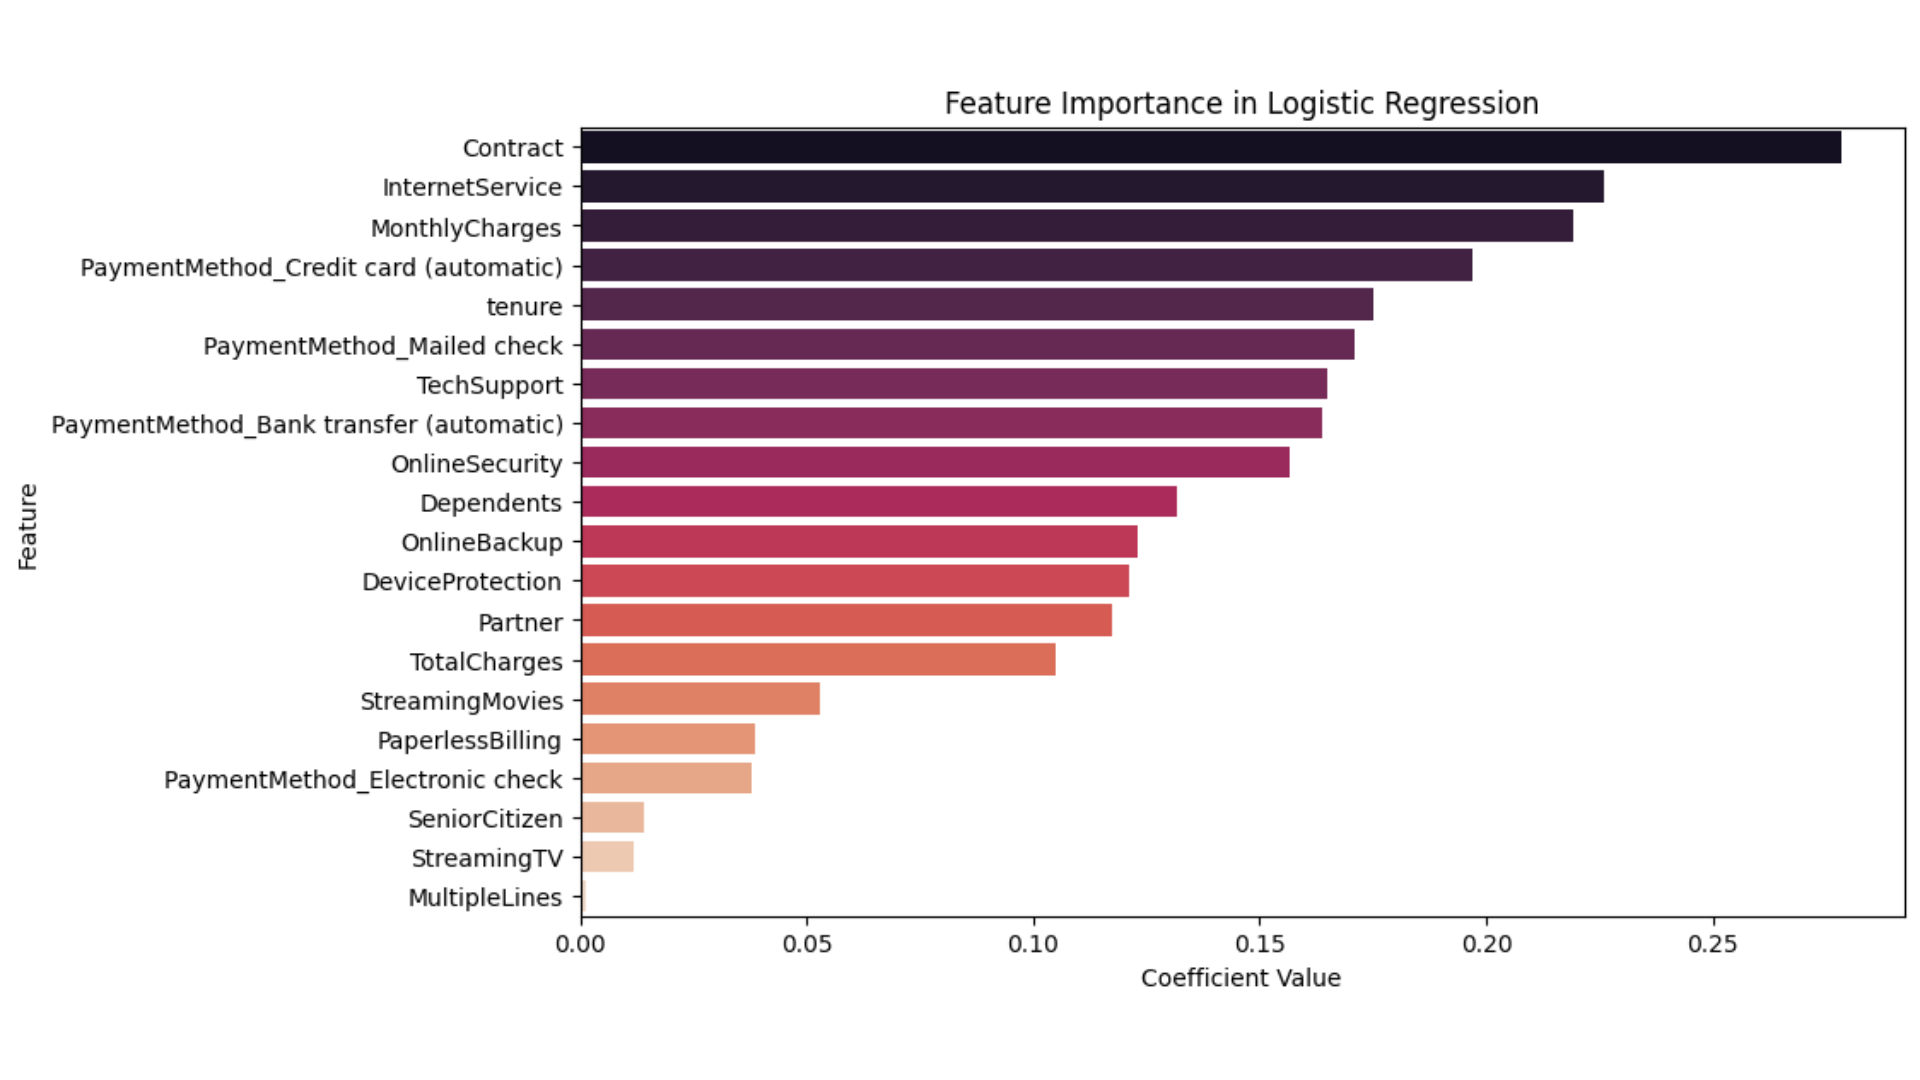 Feature Importance in Logistic Regression
Contract
InternetService
MonthlyCharges
PaymentMethod_Credit card (automatic)
tenure
PaymentMethod_Mailed check
TechSupport
PaymentMethod_Bank transfer (automatic)
OnlineSecurity
Dependents
OnlineBackup
DeviceProtection
Partner
TotalCharges
StreamingMovies
PaperlessBilling
PaymentMethod_Electronic check
SeniorCitizen
StreamingTV
MultipleLines
Feature
0.00 0.05 0.10 0.15 0.20 0.25
Coefficient Value